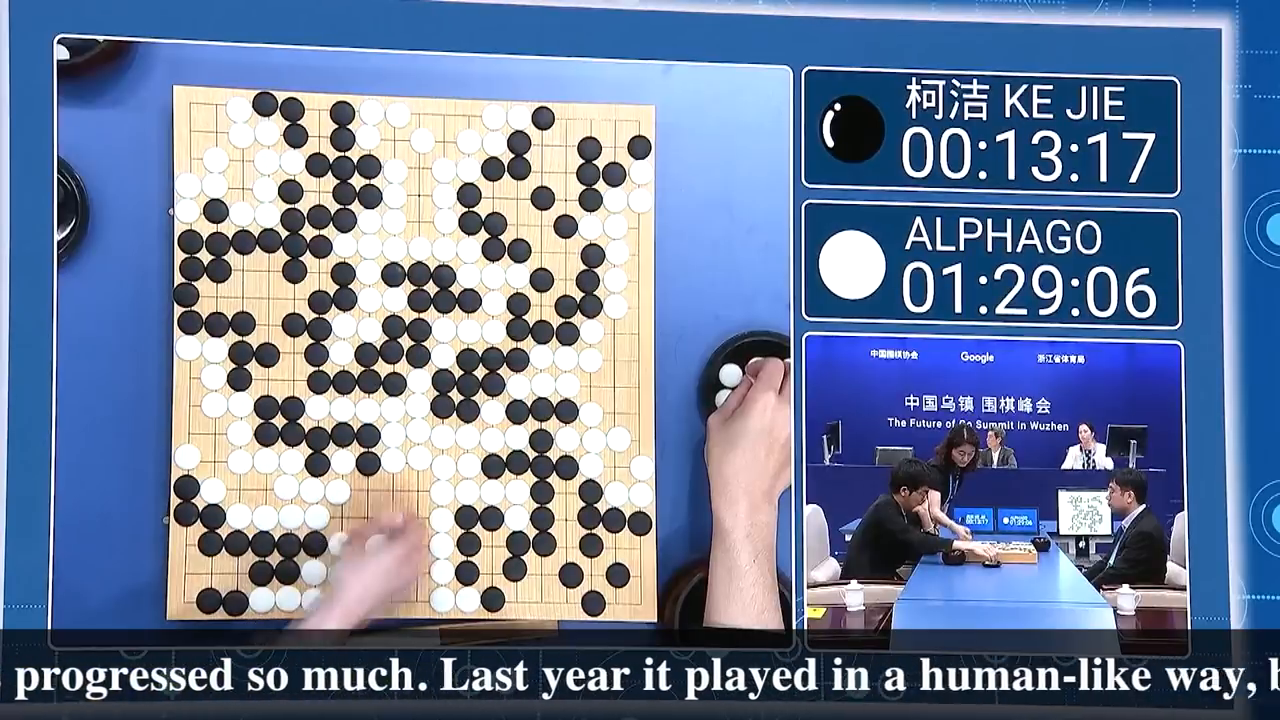 柯洁 KE JIE
00:13:17
ALPHAGO
01:29:06
中国围棋协会 Google 浙江省体育局
中国乌镇 围棋峰会
The Future of Go Summit in Wuzhen
progressed so much. Last year it played in a human-like way,